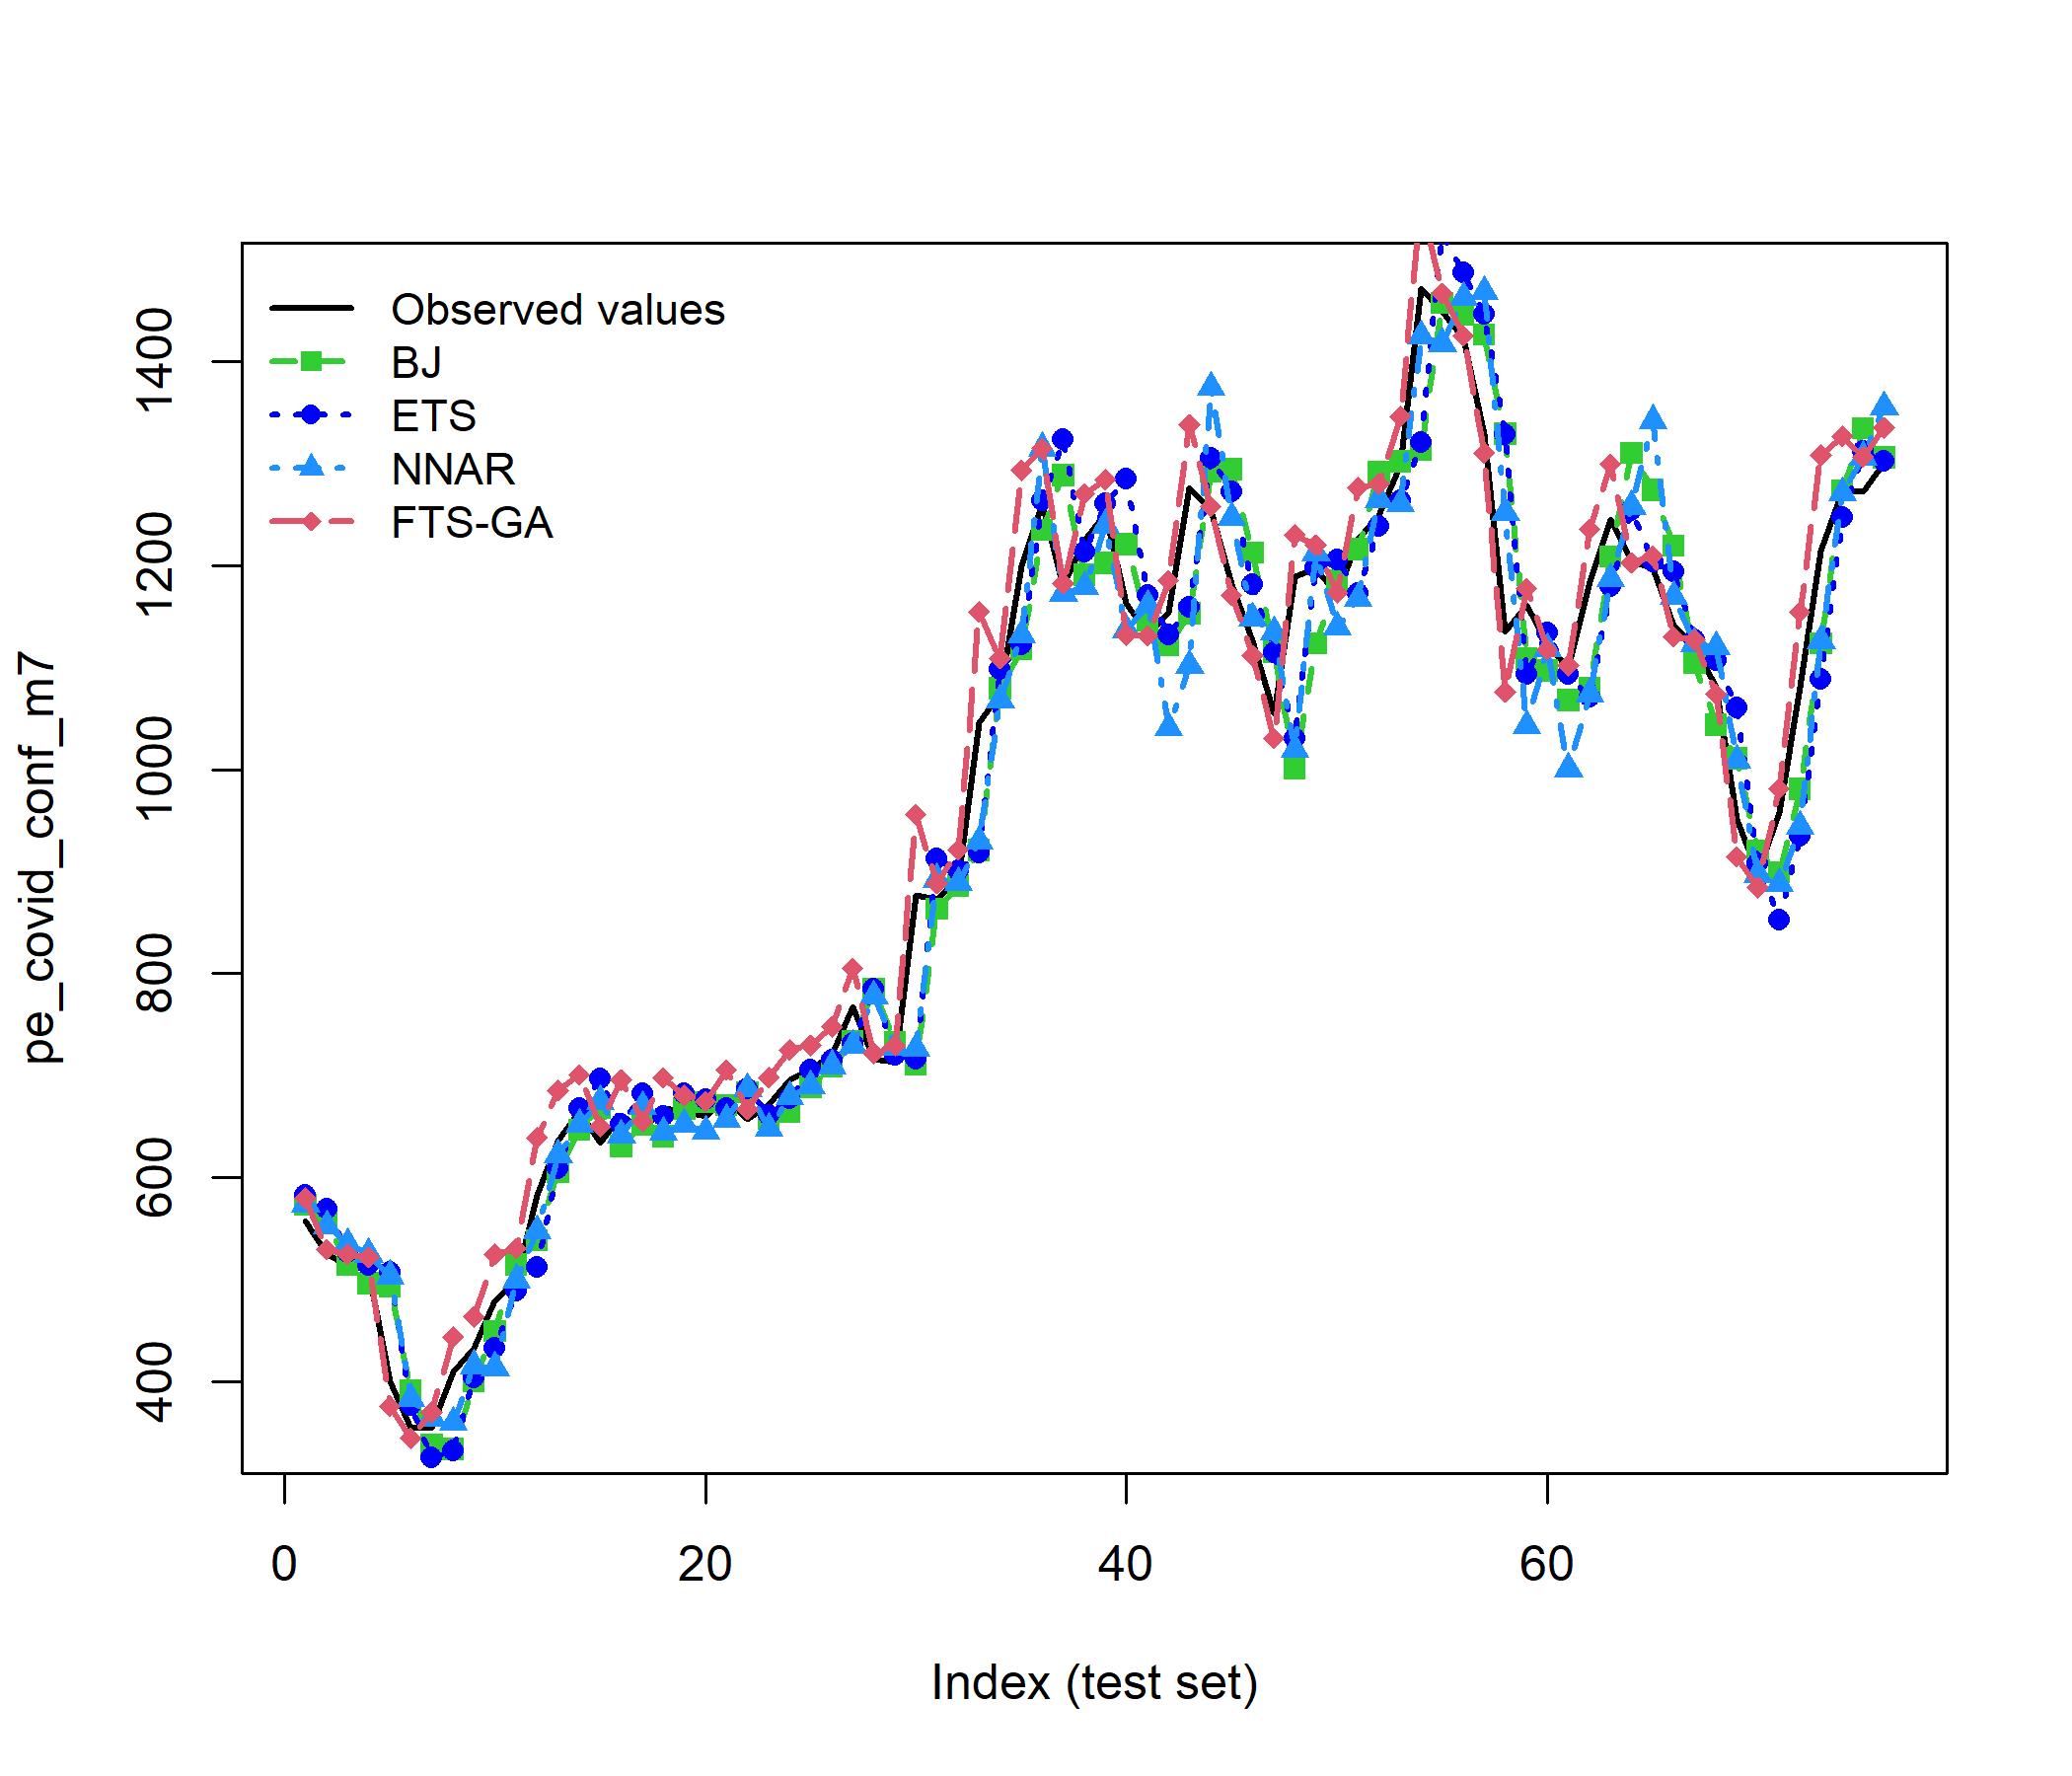 Observed values
BJ
ETS
NNAR
FTS-GA
1400
1200
1000
800
600
400
pe_covid_conf_m7
0 20 40 60
Index (test set)